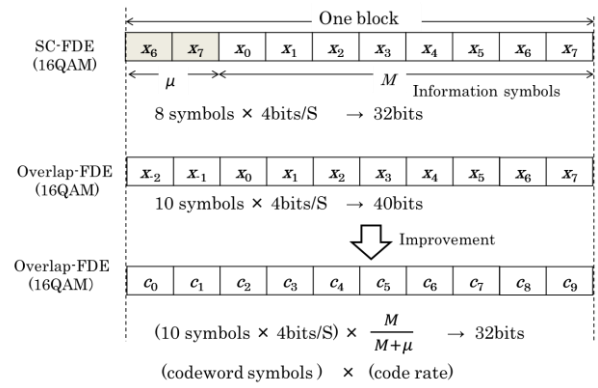 One block
SC-FDE
(16QAM)
x₆ x₇ x₀ x₁ x₂ x₃ x₄ x₅ x₆ x₇
μ M
Information symbols
8 symbols × 4bits/S → 32bits
Overlap-FDE
(16QAM)
x₋₂ x₋₁ x₀ x₁ x₂ x₃ x₄ x₅ x₆ x₇
10 symbols × 4bits/S → 40bits
Improvement
Overlap-FDE
(16QAM)
c₀ c₁ c₂ c₃ c₄ c₅ c₆ c₇ c₈ c₉
(10 symbols × 4bits/S) × M/(M+μ) → 32bits
(codeword symbols ) × (code rate)